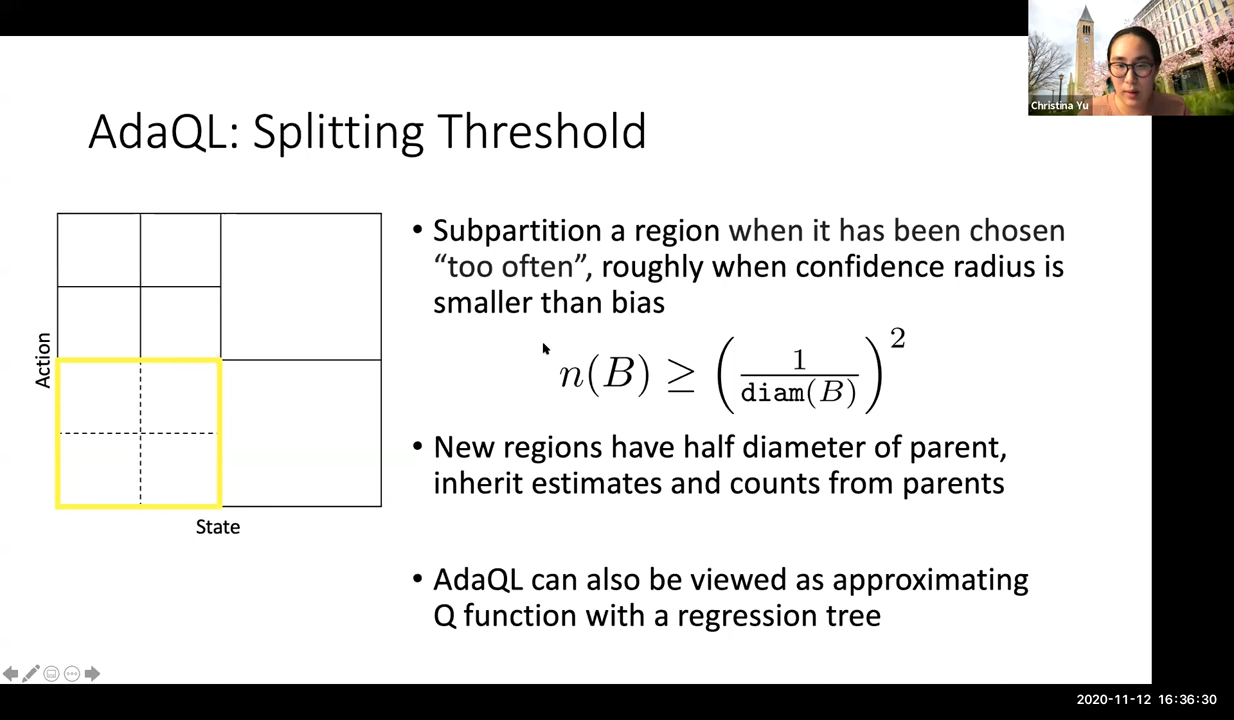 Christina Yu
AdaQL: Splitting Threshold
Action
State
• Subpartition a region when it has been chosen
“too often”, roughly when confidence radius is
smaller than bias
n(B) ≥ (1/diam(B))²
• New regions have half diameter of parent,
inherit estimates and counts from parents
• AdaQL can also be viewed as approximating
Q function with a regression tree
2020-11-12 16:36:30